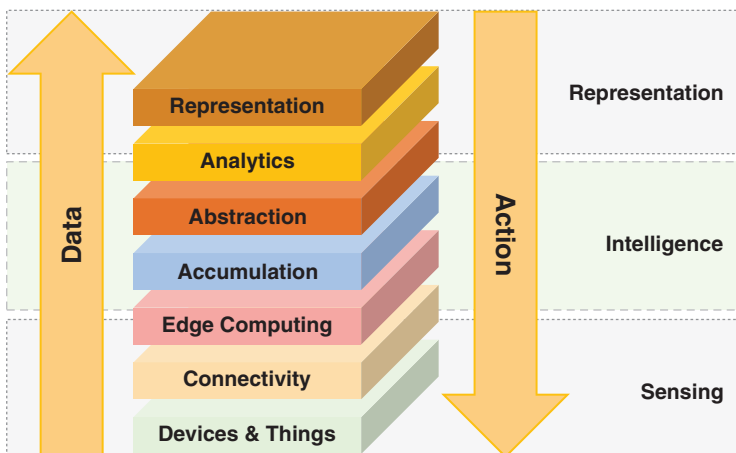 Representation
Analytics
Abstraction
Accumulation
Edge Computing
Connectivity
Devices & Things
Data
Action
Representation
Intelligence
Sensing